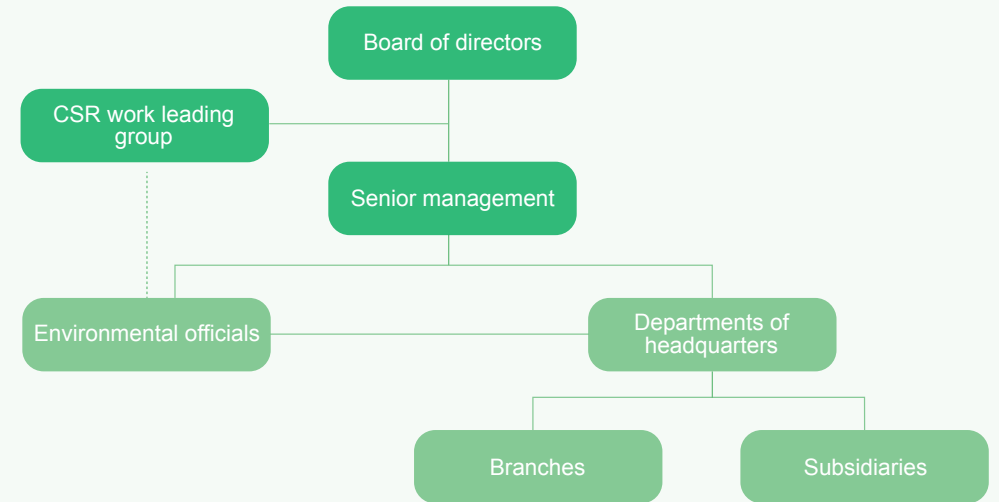 Board of directors
CSR work leading
group
Senior management
Environmental officials
Departments of
headquarters
Branches
Subsidiaries